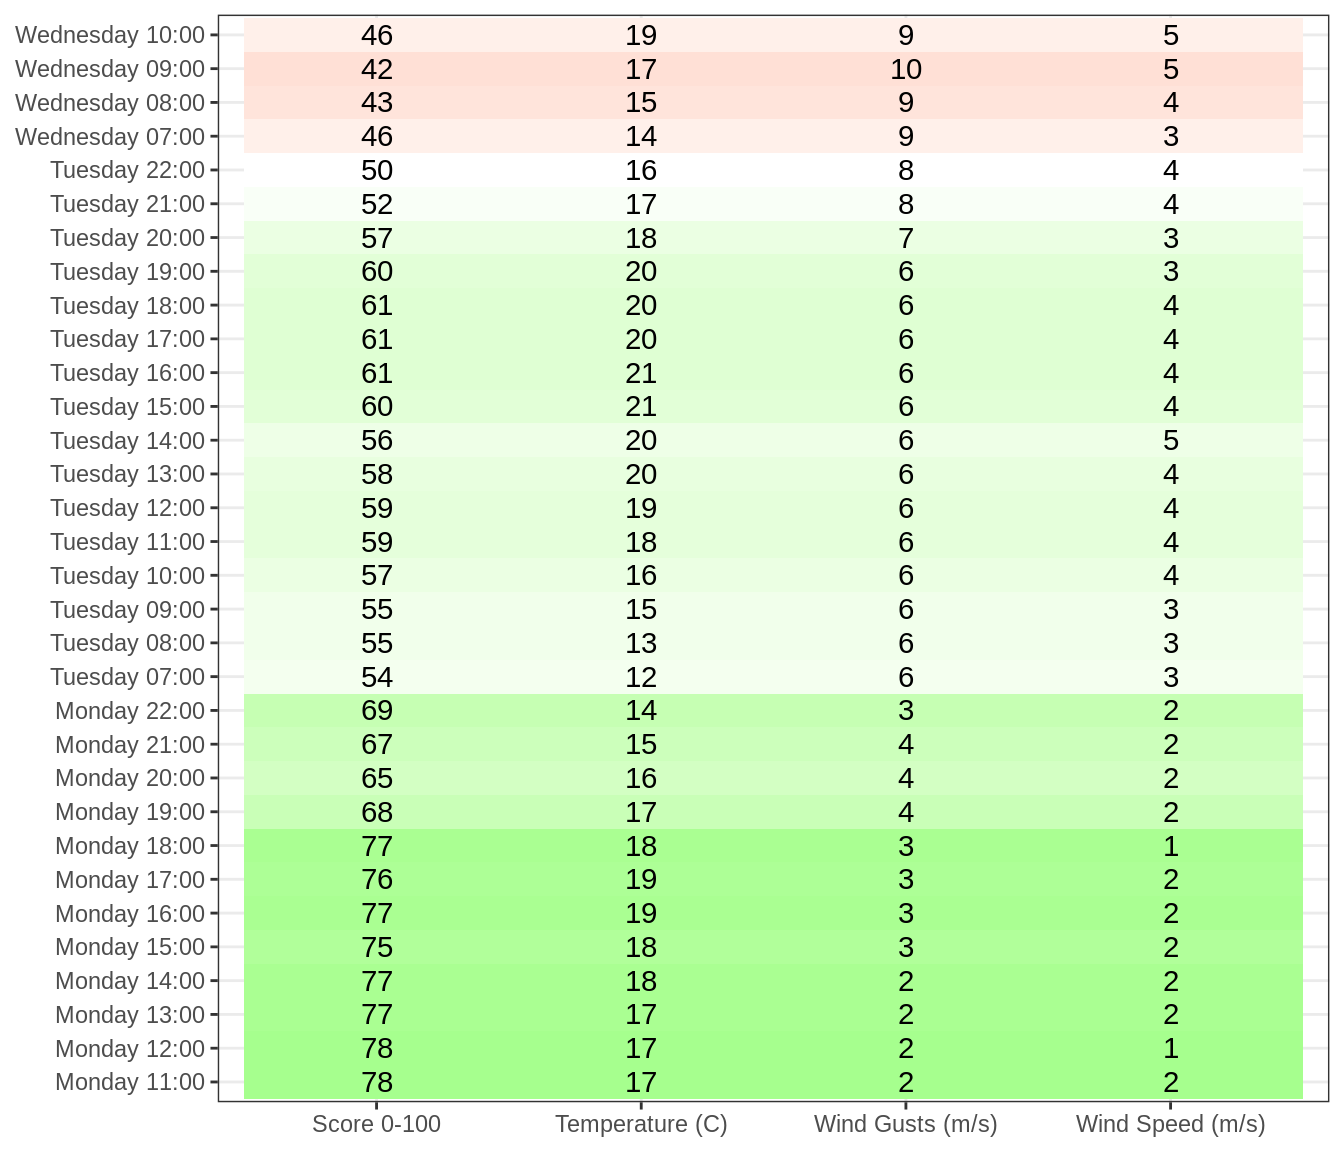 Wednesday 10:00 46 19 9 5
Wednesday 09:00 42 17 10 5
Wednesday 08:00 43 15 9 4
Wednesday 07:00 46 14 9 3
Tuesday 22:00 50 16 8 4
Tuesday 21:00 52 17 8 4
Tuesday 20:00 57 18 7 3
Tuesday 19:00 60 20 6 3
Tuesday 18:00 61 20 6 4
Tuesday 17:00 61 20 6 4
Tuesday 16:00 61 21 6 4
Tuesday 15:00 60 21 6 4
Tuesday 14:00 56 20 6 5
Tuesday 13:00 58 20 6 4
Tuesday 12:00 59 19 6 4
Tuesday 11:00 59 18 6 4
Tuesday 10:00 57 16 6 4
Tuesday 09:00 55 15 6 3
Tuesday 08:00 55 13 6 3
Tuesday 07:00 54 12 6 3
Monday 22:00 69 14 3 2
Monday 21:00 67 15 4 2
Monday 20:00 65 16 4 2
Monday 19:00 68 17 4 2
Monday 18:00 77 18 3 1
Monday 17:00 76 19 3 2
Monday 16:00 77 19 3 2
Monday 15:00 75 18 3 2
Monday 14:00 77 18 2 2
Monday 13:00 77 17 2 2
Monday 12:00 78 17 2 1
Monday 11:00 78 17 2 2
Score 0-100 Temperature (C) Wind Gusts (m/s) Wind Speed (m/s)